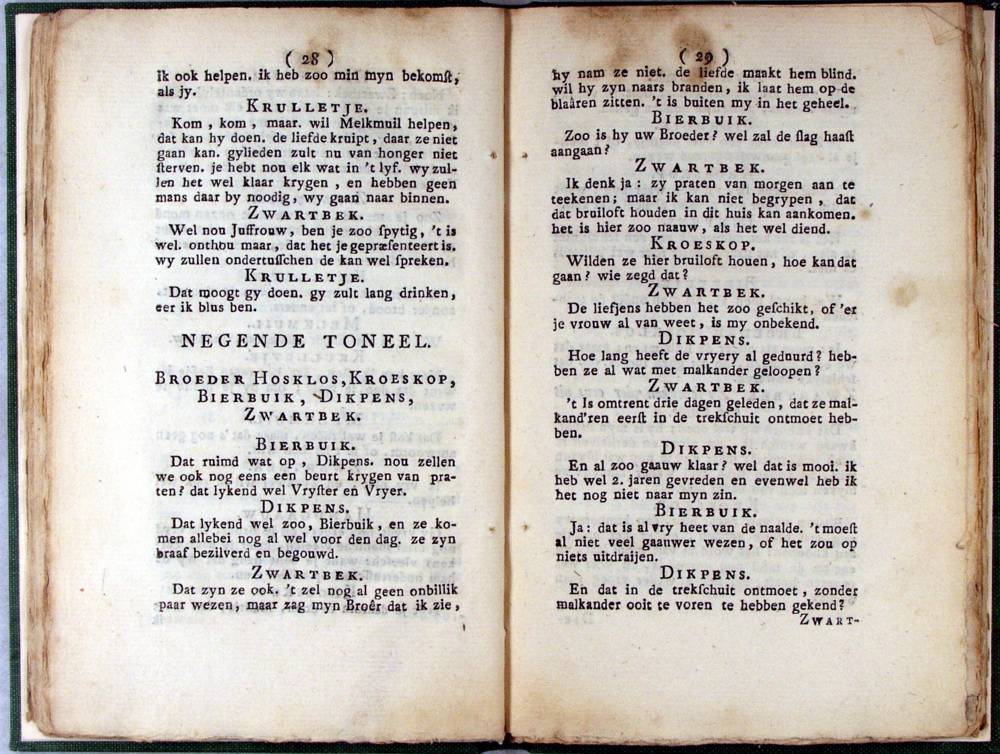 ( 28 )
ik ook helpen. ik heb zoo min myn bekomſt,
als jy.
KRULLETJE.
Kom, kom, maar. wil Melkmuil helpen,
dat kan hy doen. de liefde kruipt, daar ze niet
gaan kan. gylieden zult nu van honger niet
ſterven. je hebt nou elk wat in 't lyf. wy zul-
len het wel klaar krygen, en hebben geen
mans daar by noodig, wy gaan naar binnen.
ZWARTBEK.
Wel nou Juffrouw, ben je zoo ſpytig, 't is
wel. onthou maar, dat het je gepræſenteert is.
wy zullen ondertuſſchen de kan wel ſpreken.
KRULLETJE.
Dat moogt gy doen. gy zult lang drinken,
eer ik blus ben.
NEGENDE TONEEL.
BROEDER HOSKLOS, KROESKOP,
BIERBUIK, DIKPENS,
ZWARTBEK.
BIERBUIK.
Dat ruimd wat op, Dikpens. nou zellen
we ook nog eens een beurt krygen van pra-
ten? dat lykend wel Vryſter en Vryer.
DIKPENS.
Dat lykend wel zoo, Bierbuik, en ze ko-
men allebei nog al wel voor den dag. ze zyn
braaf bezilverd en begouwd.
ZWARTBEK.
Dat zyn ze ook. 't zel nog al geen onbillik
paar wezen, maar zag myn Broêr dat ik zie,
( 29 )
hy nam ze niet. de liefde maakt hem blind.
wil hy zyn naars branden, ik laat hem op de
blaâren zitten. 't is buiten my in het geheel.
BIERBUIK.
Zoo is hy uw Broeder? wel zal de ſlag haaſt
aangaan?
ZWARTBEK.
Ik denk ja: zy praten van morgen aan te
teekenen; maar ik kan niet begrypen, dat
dat bruiloft houden in dit huis kan aankomen.
het is hier zoo naauw, als het wel diend.
KROESKOP.
Wilden ze hier bruiloft houen, hoe kan dat
gaan? wie zegd dat?
ZWARTBEK.
De liefjens hebben het zoo geſchikt, of 'er
je vrouw al van weet, is my onbekend.
DIKPENS.
Hoe lang heeft de vryery al geduurd? heb-
ben ze al wat met malkander geloopen?
ZWARTBEK.
't Is omtrent drie dagen geleden, dat ze mal-
kand'ren eerſt in de trekſchuit ontmoet heb-
ben.
DIKPENS.
En al zoo gaauw klaar? wel dat is mooi. ik
heb wel 2. jaren gevreden en evenwel heb ik
het nog niet naar myn zin.
BIERBUIK.
Ja: dat is al vry heet van de naalde. 't moeſt
al niet veel gaauwer wezen, of het zou op
niets uitdraijen.
DIKPENS.
En dat in de trekſchuit ontmoet, zonder
malkander ooit te voren te hebben gekend?
ZWART-